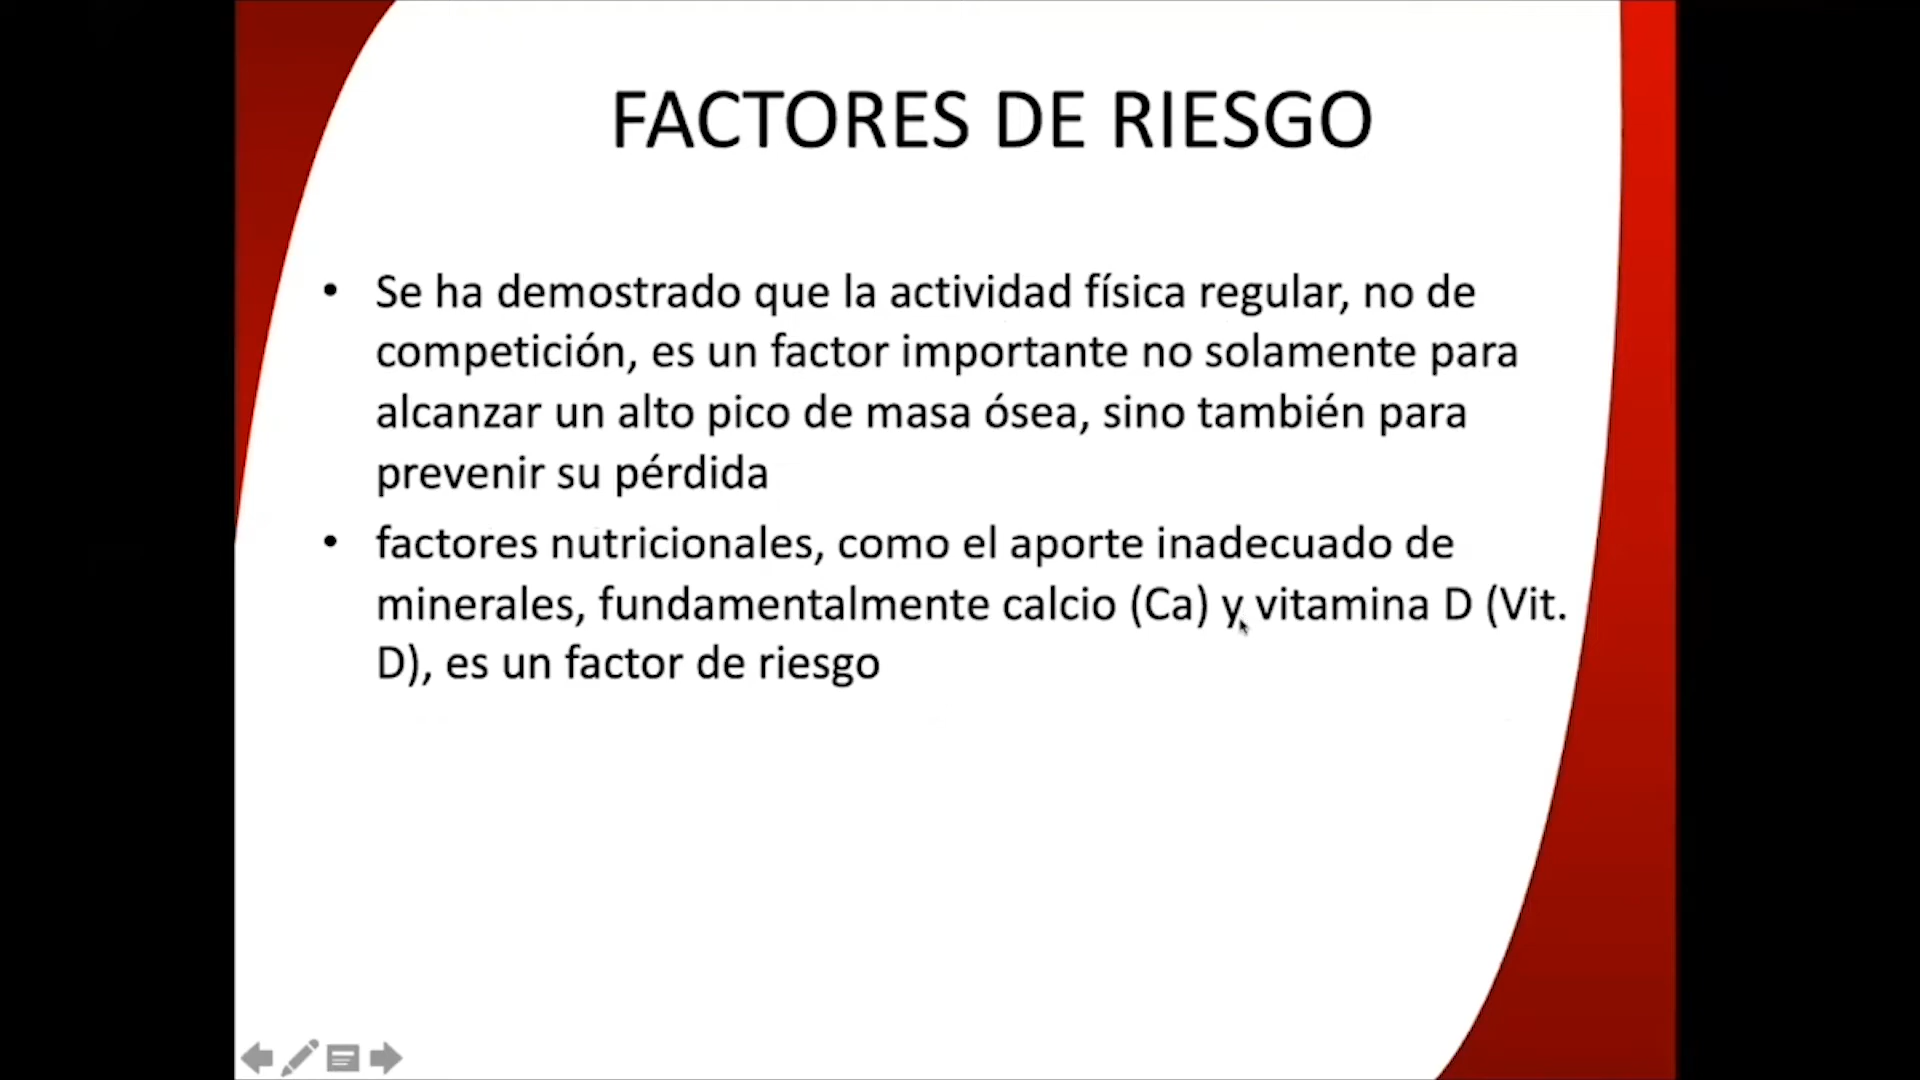 FACTORES DE RIESGO
• Se ha demostrado que la actividad física regular, no de
competición, es un factor importante no solamente para
alcanzar un alto pico de masa ósea, sino también para
prevenir su pérdida
• factores nutricionales, como el aporte inadecuado de
minerales, fundamentalmente calcio (Ca) y vitamina D (Vit.
D), es un factor de riesgo